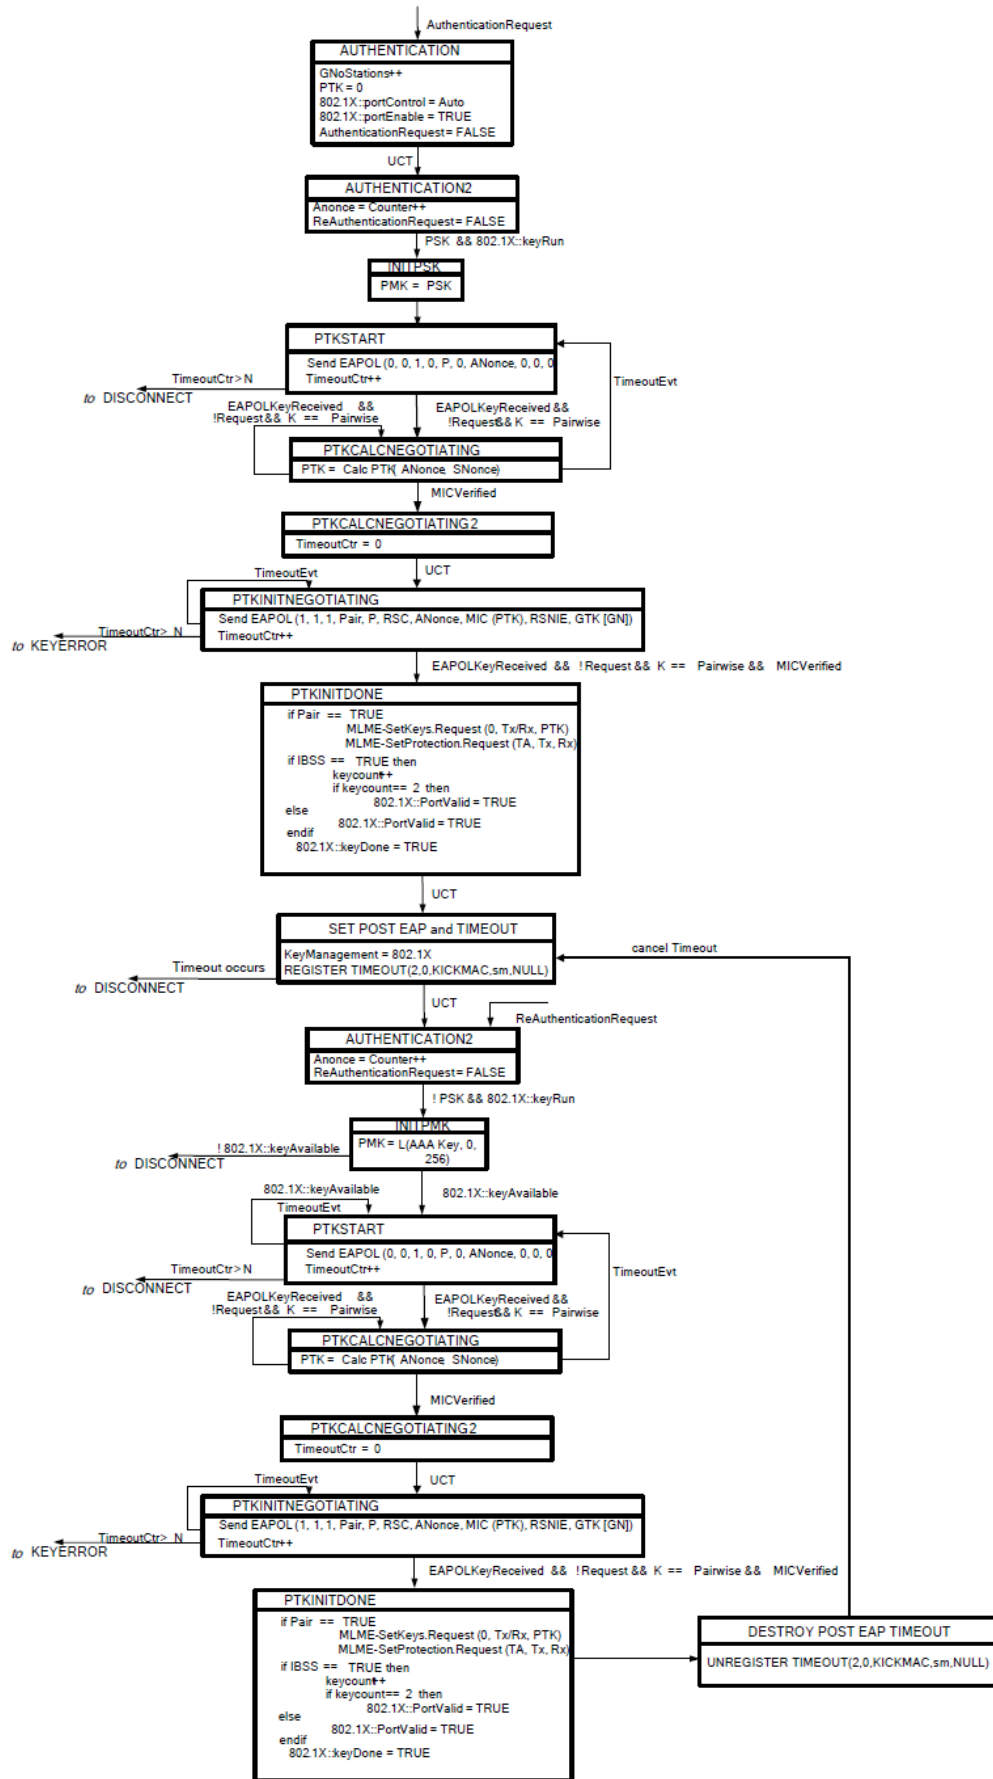 AuthenticationRequest
AUTHENTICATION
GNoStations++
PTK = 0
802.1X::portControl = Auto
802.1X::portEnable = TRUE
AuthenticationRequest = FALSE
UCT
AUTHENTICATION2
Anonce = Counter++
ReAuthenticationRequest = FALSE
PSK && 802.1X::keyRun
INITPSK
PMK = PSK
PTKSTART
Send EAPOL (0, 0, 1, 0, P, 0, ANonce, 0, 0, 0
TimeoutCtr++
TimeoutCtr> N
to DISCONNECT
TimeoutEvt
EAPOLKeyReceived &&
!Request&& K == Pairwise
EAPOLKeyReceived &&
!Request&& K == Pairwise
PTKCALCNEGOTIATING
PTK = Calc PTK( ANonce, SNonce)
MICVerified
PTKCALCNEGOTIATING2
TimeoutCtr = 0
UCT
TimeoutEvt
PTKINITNEGOTIATING
Send EAPOL (1, 1, 1, Pair, P, RSC, ANonce, MIC (PTK), RSNIE, GTK [GN])
TimeoutCtr++
TimeoutCtr> N
to KEYERROR
EAPOLKeyReceived && !Request && K == Pairwise && MICVerified
PTKINITDONE
if Pair == TRUE
MLME-SetKeys.Request (0, Tx/Rx, PTK)
MLME-SetProtection.Request (TA, Tx, Rx)
if IBSS == TRUE then
keycount++
if keycount== 2 then
802.1X::PortValid = TRUE
else
802.1X::PortValid = TRUE
endif
802.1X::keyDone = TRUE
UCT
SET POST EAP and TIMEOUT
KeyManagement = 802.1X
REGISTER TIMEOUT(2,0,KICKMAC,sm,NULL)
cancel Timeout
Timeout occurs
to DISCONNECT
UCT
ReAuthenticationRequest
AUTHENTICATION2
Anonce = Counter++
ReAuthenticationRequest = FALSE
! PSK && 802.1X::keyRun
INITPMK
PMK = L(AAA Key, 0,
256)
! 802.1X::keyAvailable
to DISCONNECT
802.1X::keyAvailable
802.1X::keyAvailable
TimeoutEvt
PTKSTART
Send EAPOL (0, 0, 1, 0, P, 0, ANonce, 0, 0, 0
TimeoutCtr++
TimeoutCtr> N
to DISCONNECT
TimeoutEvt
EAPOLKeyReceived &&
!Request&& K == Pairwise
EAPOLKeyReceived &&
!Request&& K == Pairwise
PTKCALCNEGOTIATING
PTK = Calc PTK( ANonce, SNonce)
MICVerified
PTKCALCNEGOTIATING2
TimeoutCtr = 0
UCT
TimeoutEvt
PTKINITNEGOTIATING
Send EAPOL (1, 1, 1, Pair, P, RSC, ANonce, MIC (PTK), RSNIE, GTK [GN])
TimeoutCtr++
TimeoutCtr> N
to KEYERROR
EAPOLKeyReceived && !Request && K == Pairwise && MICVerified
PTKINITDONE
if Pair == TRUE
MLME-SetKeys.Request (0, Tx/Rx, PTK)
MLME-SetProtection.Request (TA, Tx, Rx)
if IBSS == TRUE then
keycount++
if keycount== 2 then
802.1X::PortValid = TRUE
else
802.1X::PortValid = TRUE
endif
802.1X::keyDone = TRUE
DESTROY POST EAP TIMEOUT
UNREGISTER TIMEOUT(2,0,KICKMAC,sm,NULL)